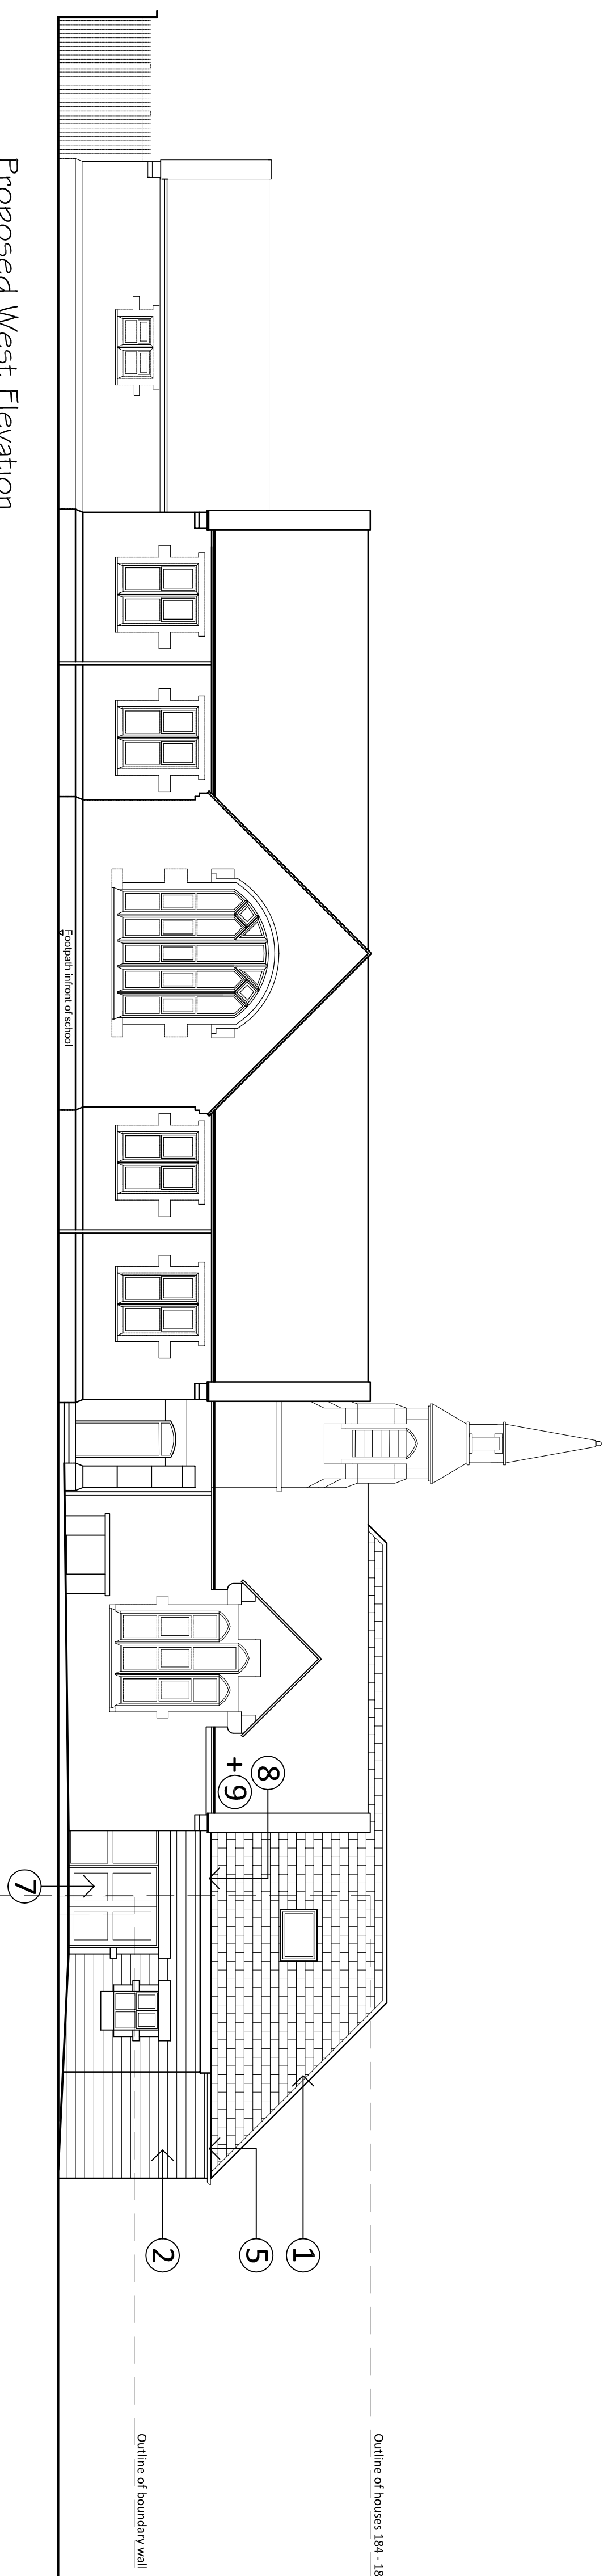 Proposed West Elevation
Footpath infront of school
8
+ 9
7
1
5
2
Outline of houses 184 - 18
Outline of boundary wall